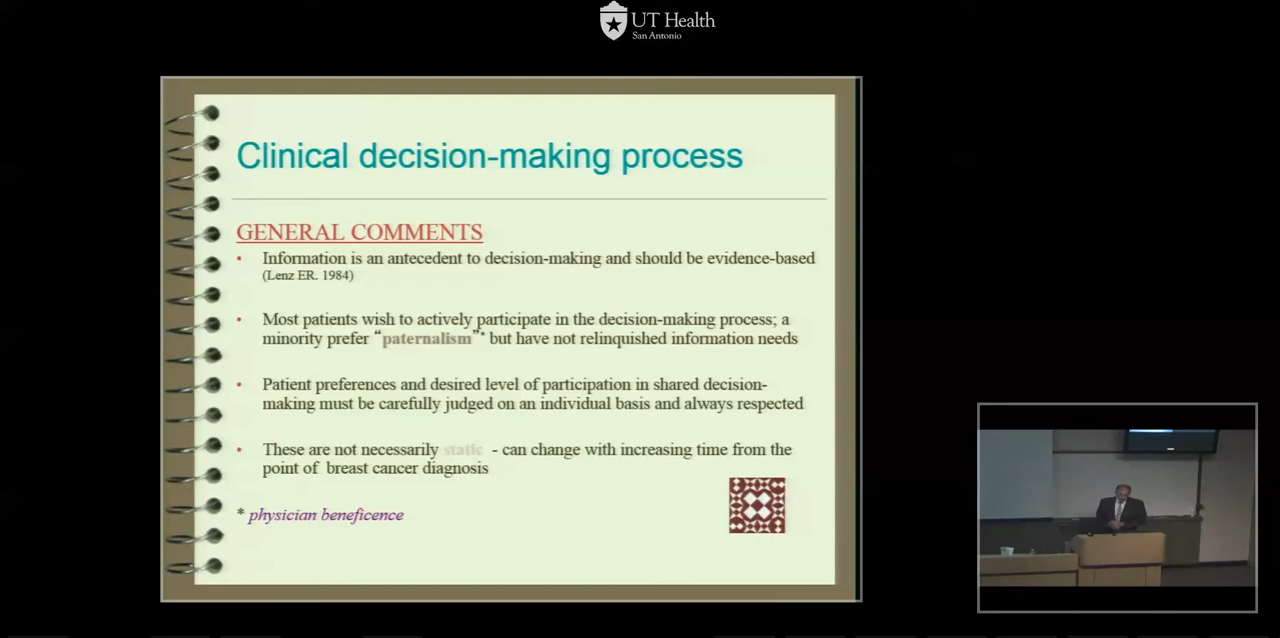 UT Health
San Antonio
Clinical decision-making process
GENERAL COMMENTS
• Information is an antecedent to decision-making and should be evidence-based
(Lenz ER. 1984)
• Most patients wish to actively participate in the decision-making process; a
minority prefer “paternalism”* but have not relinquished information needs
• Patient preferences and desired level of participation in shared decision-
making must be carefully judged on an individual basis and always respected
• These are not necessarily static - can change with increasing time from the
point of breast cancer diagnosis
* physician beneficence